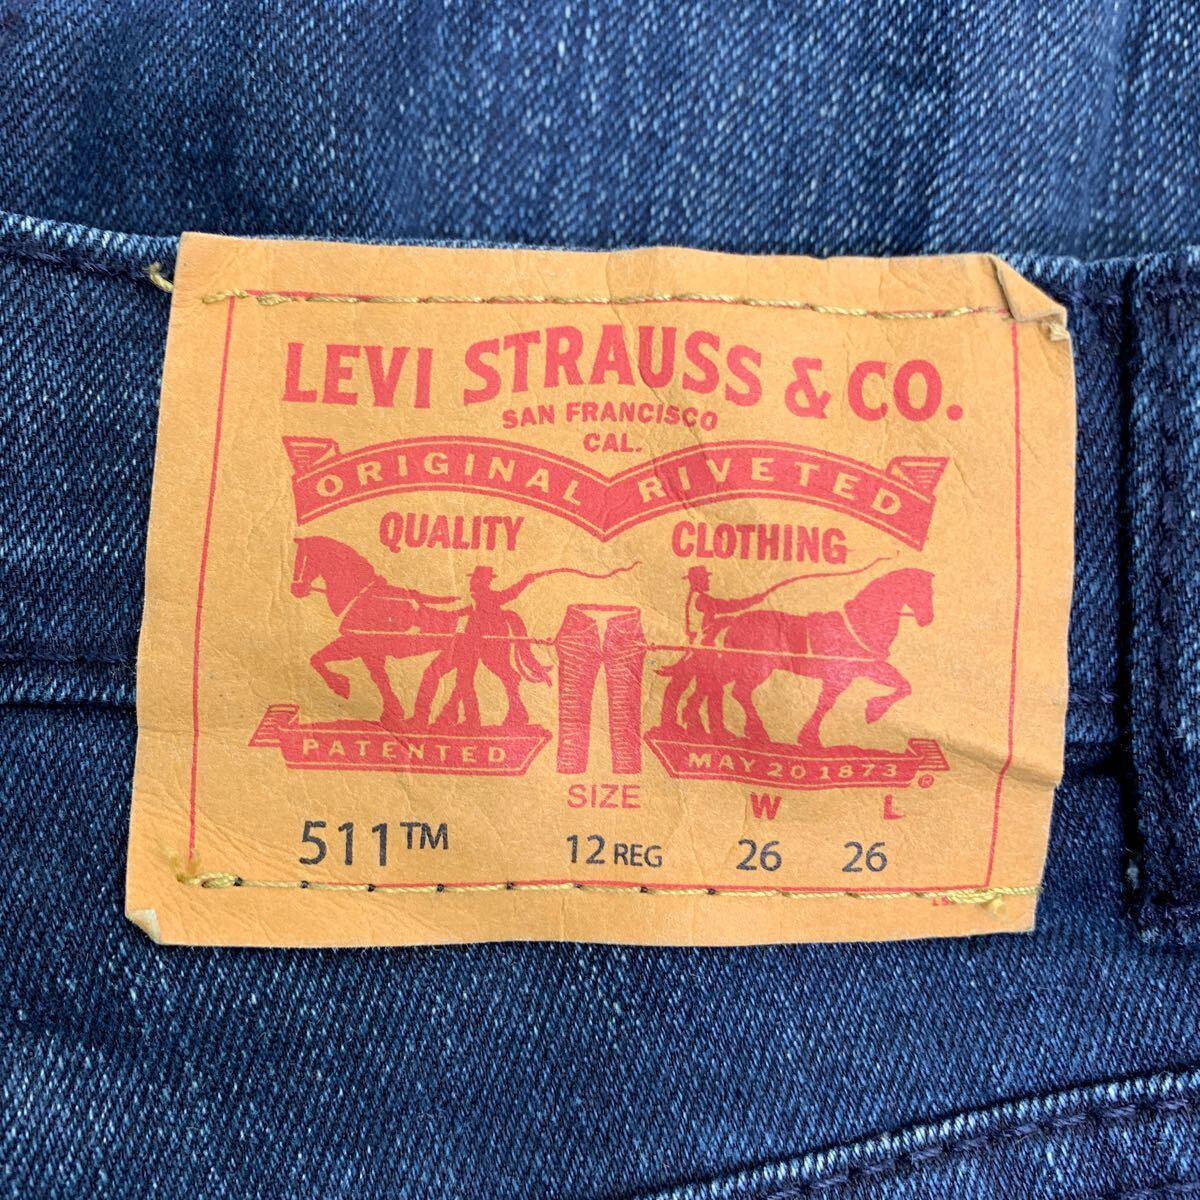 LEVI STRAUSS & CO.
SAN FRANCISCO
CAL.
ORIGINAL RIVETED
QUALITY CLOTHING
PATENTED MAY 20 1873 ®
SIZE W L
511™ 12 REG 26 26